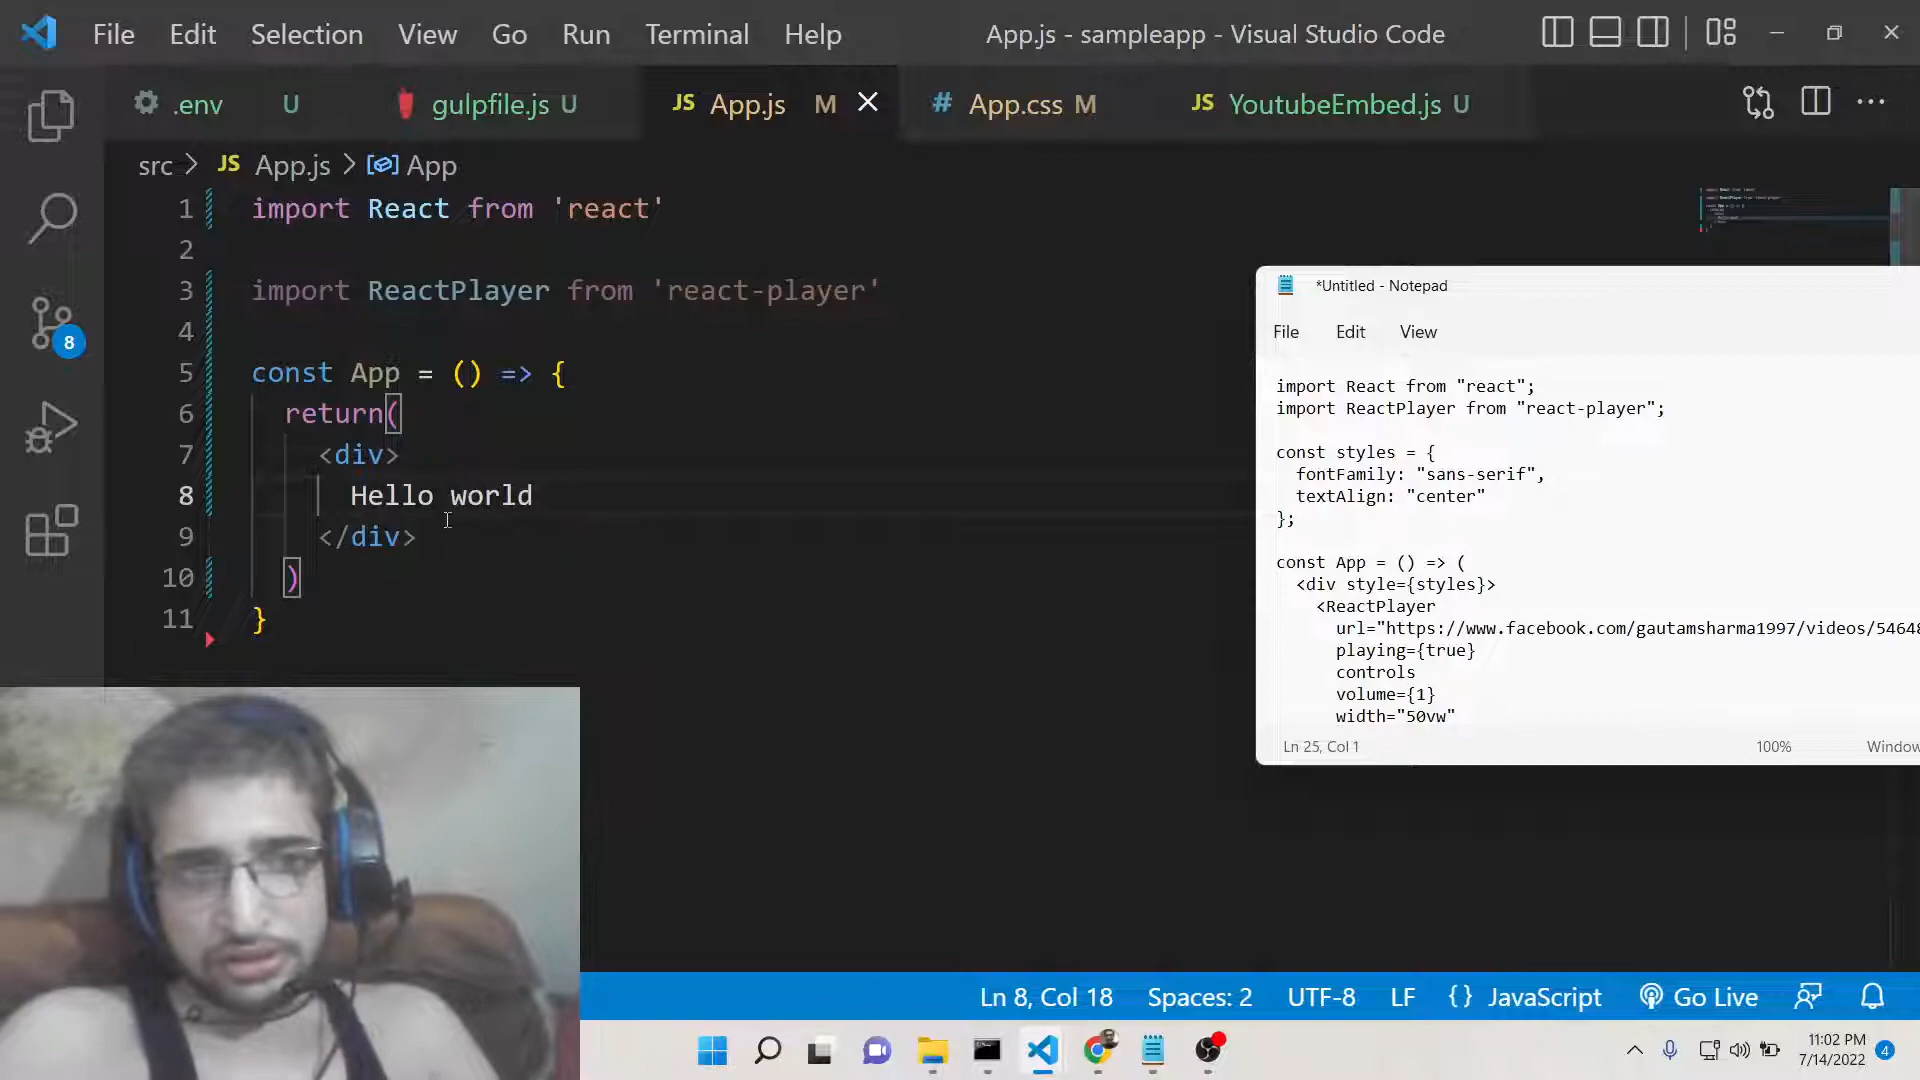 File Edit Selection View Go Run Terminal Help App.js - sampleapp - Visual Studio Code
.env U gulpfile.js U JS App.js M # App.css M JS YoutubeEmbed.js U
src > JS App.js > App
1 import React from 'react'
2
3 import ReactPlayer from 'react-player'
4
5 const App = () => {
6 return(
7 <div>
8 Hello world
9 </div>
10 )
11 }
8
*Untitled - Notepad
File Edit View
import React from "react";
import ReactPlayer from "react-player";
const styles = {
fontFamily: "sans-serif",
textAlign: "center"
};
const App = () => (
<div style={styles}>
<ReactPlayer
url="https://www.facebook.com/gautamsharma1997/videos/5464
playing={true}
controls
volume={1}
width="50vw"
Ln 25, Col 1 100% Window
Ln 8, Col 18 Spaces: 2 UTF-8 LF {} JavaScript Go Live
11:02 PM
7/14/2022 4